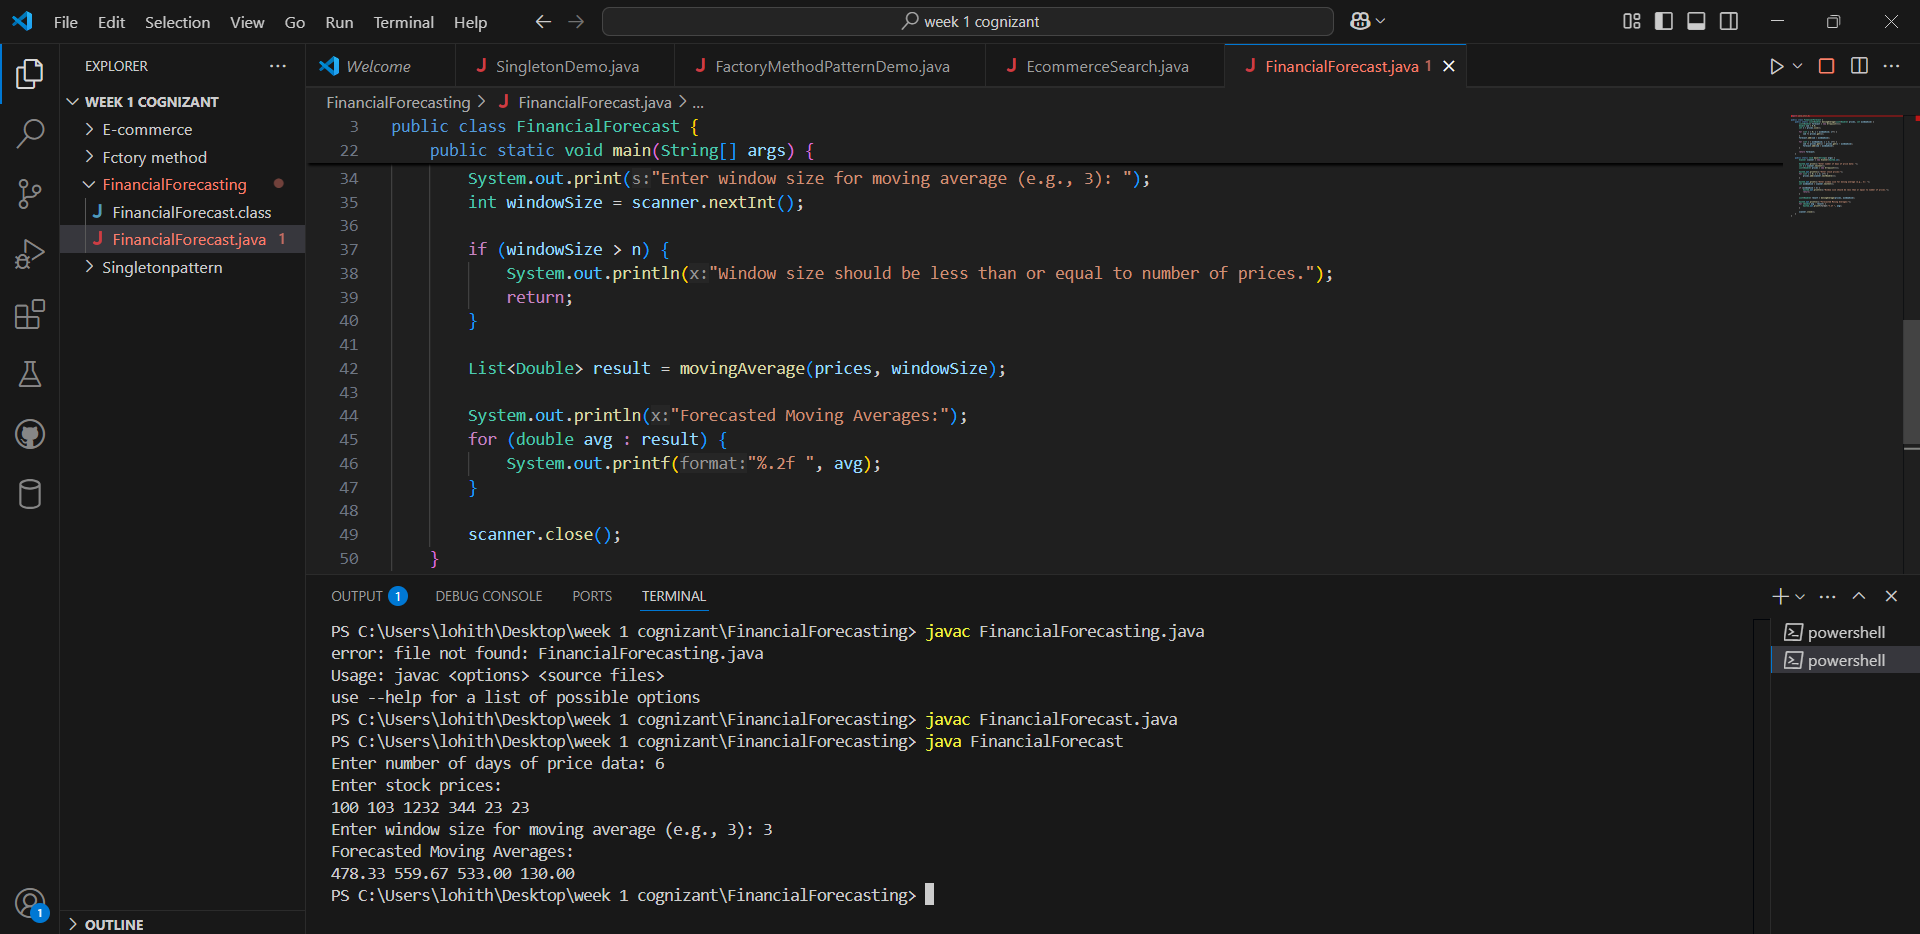 File Edit Selection View Go Run Terminal Help
week 1 cognizant
EXPLORER
WEEK 1 COGNIZANT
E-commerce
Fctory method
FinancialForecasting
FinancialForecast.class
FinancialForecast.java 1
Singletonpattern
OUTLINE
1
Welcome SingletonDemo.java FactoryMethodPatternDemo.java EcommerceSearch.java FinancialForecast.java 1
FinancialForecasting > FinancialForecast.java > ...
3 public class FinancialForecast {
22 public static void main(String[] args) {
34 System.out.print(s:"Enter window size for moving average (e.g., 3): ");
35 int windowSize = scanner.nextInt();
36
37 if (windowSize > n) {
38 System.out.println(x:"Window size should be less than or equal to number of prices.");
39 return;
40 }
41
42 List<Double> result = movingAverage(prices, windowSize);
43
44 System.out.println(x:"Forecasted Moving Averages:");
45 for (double avg : result) {
46 System.out.printf(format:"%.2f ", avg);
47 }
48
49 scanner.close();
50 }
OUTPUT 1 DEBUG CONSOLE PORTS TERMINAL
PS C:\Users\lohith\Desktop\week 1 cognizant\FinancialForecasting> javac FinancialForecasting.java
error: file not found: FinancialForecasting.java
Usage: javac <options> <source files>
use --help for a list of possible options
PS C:\Users\lohith\Desktop\week 1 cognizant\FinancialForecasting> javac FinancialForecast.java
PS C:\Users\lohith\Desktop\week 1 cognizant\FinancialForecasting> java FinancialForecast
Enter number of days of price data: 6
Enter stock prices:
100 103 1232 344 23 23
Enter window size for moving average (e.g., 3): 3
Forecasted Moving Averages:
478.33 559.67 533.00 130.00
PS C:\Users\lohith\Desktop\week 1 cognizant\FinancialForecasting>
powershell
powershell